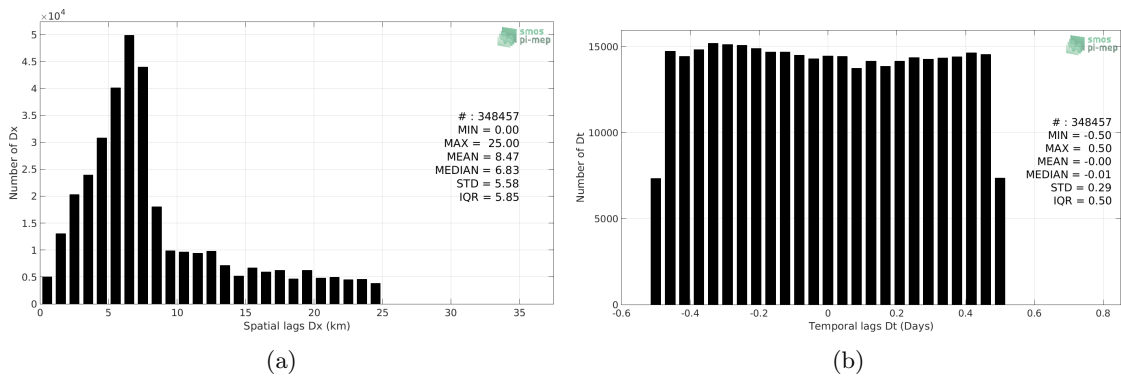 ×10⁴
5
4.5
4
3.5
3
2.5
2
1.5
1
0.5
0
Number of Dx
smos
pi-mep
# : 348457
MIN = 0.00
MAX = 25.00
MEAN = 8.47
MEDIAN = 6.83
STD = 5.58
IQR = 5.85
0 5 10 15 20 25 30 35
Spatial lags Dx (km)
(a)
15000
10000
5000
0
Number of Dt
smos
pi-mep
# : 348457
MIN = -0.50
MAX = 0.50
MEAN = -0.00
MEDIAN = -0.01
STD = 0.29
IQR = 0.50
-0.6 -0.4 -0.2 0 0.2 0.4 0.6 0.8
Temporal lags Dt (Days)
(b)